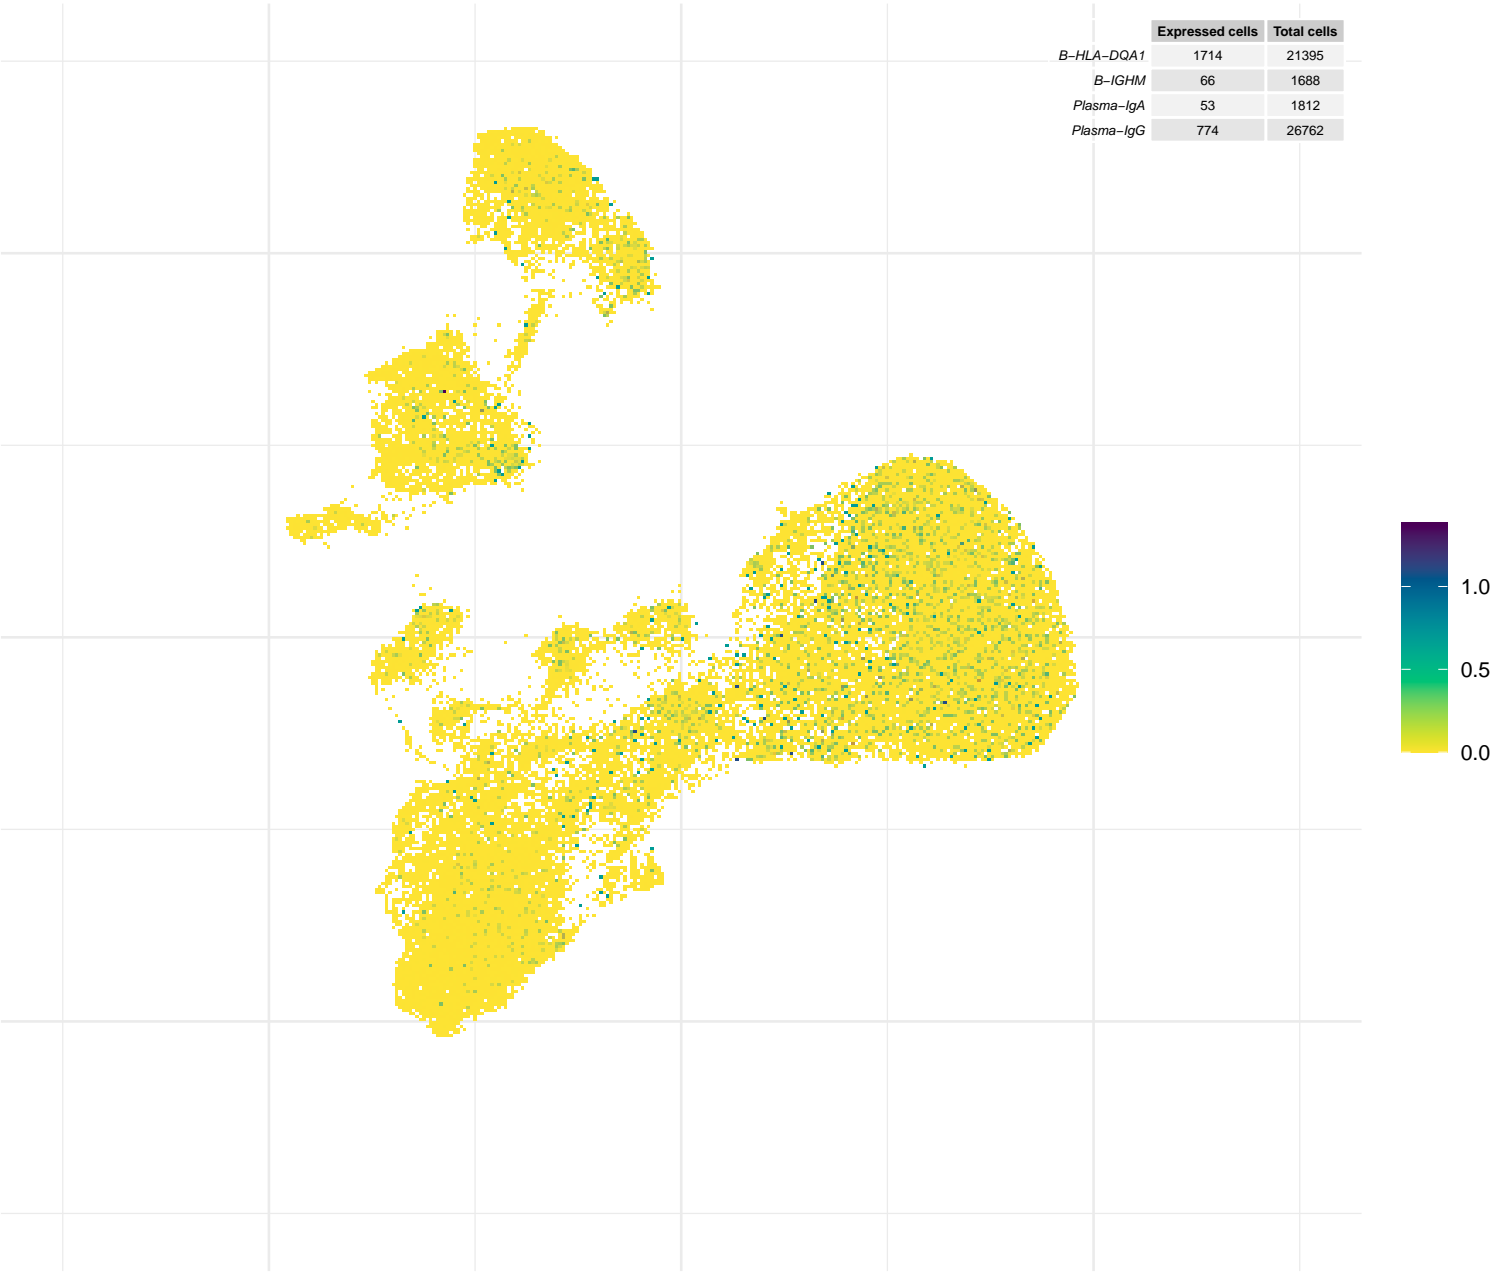 Expressed cells Total cells
B−HLA−DQA1 1714 21395
B−IGHM 66 1688
Plasma−IgA 53 1812
Plasma−IgG 774 26762
1.0
0.5
0.0